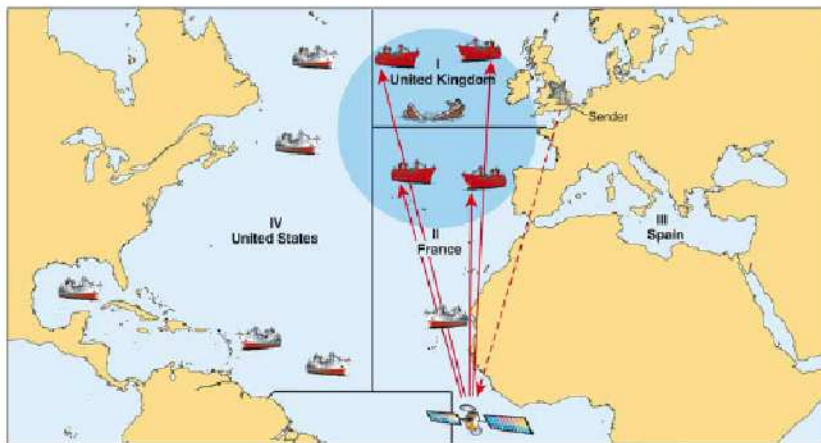 I
United Kingdom
Sender
IV
United States
II
France
III
Spain